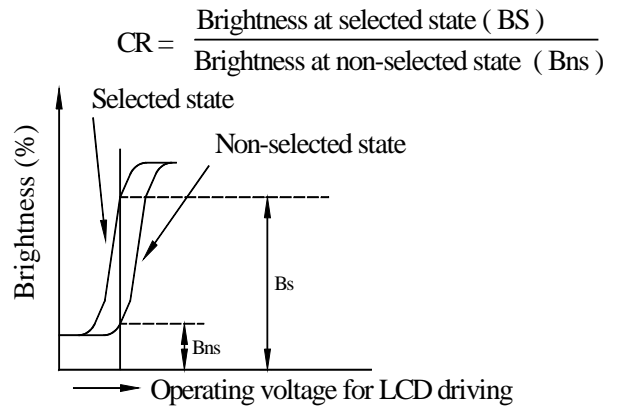 CR = Brightness at selected state ( BS )
Brightness at non-selected state ( Bns )
Selected state
Non-selected state
Brightness (%)
Bs
Bns
Operating voltage for LCD driving